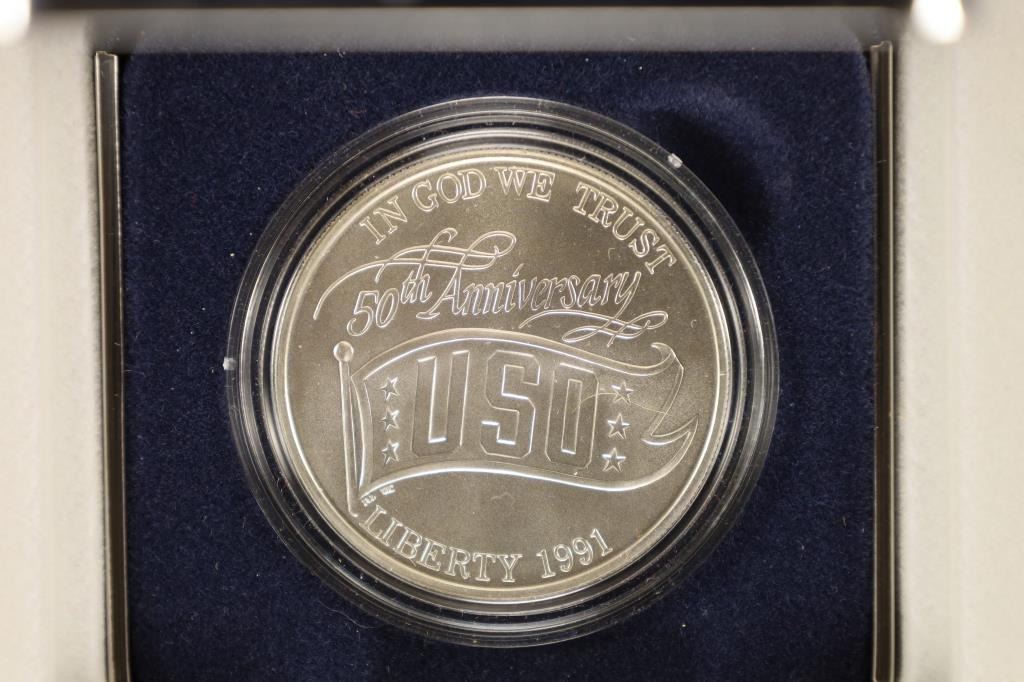 IN GOD WE TRUST
50th Anniversary
USO
LIBERTY 1991